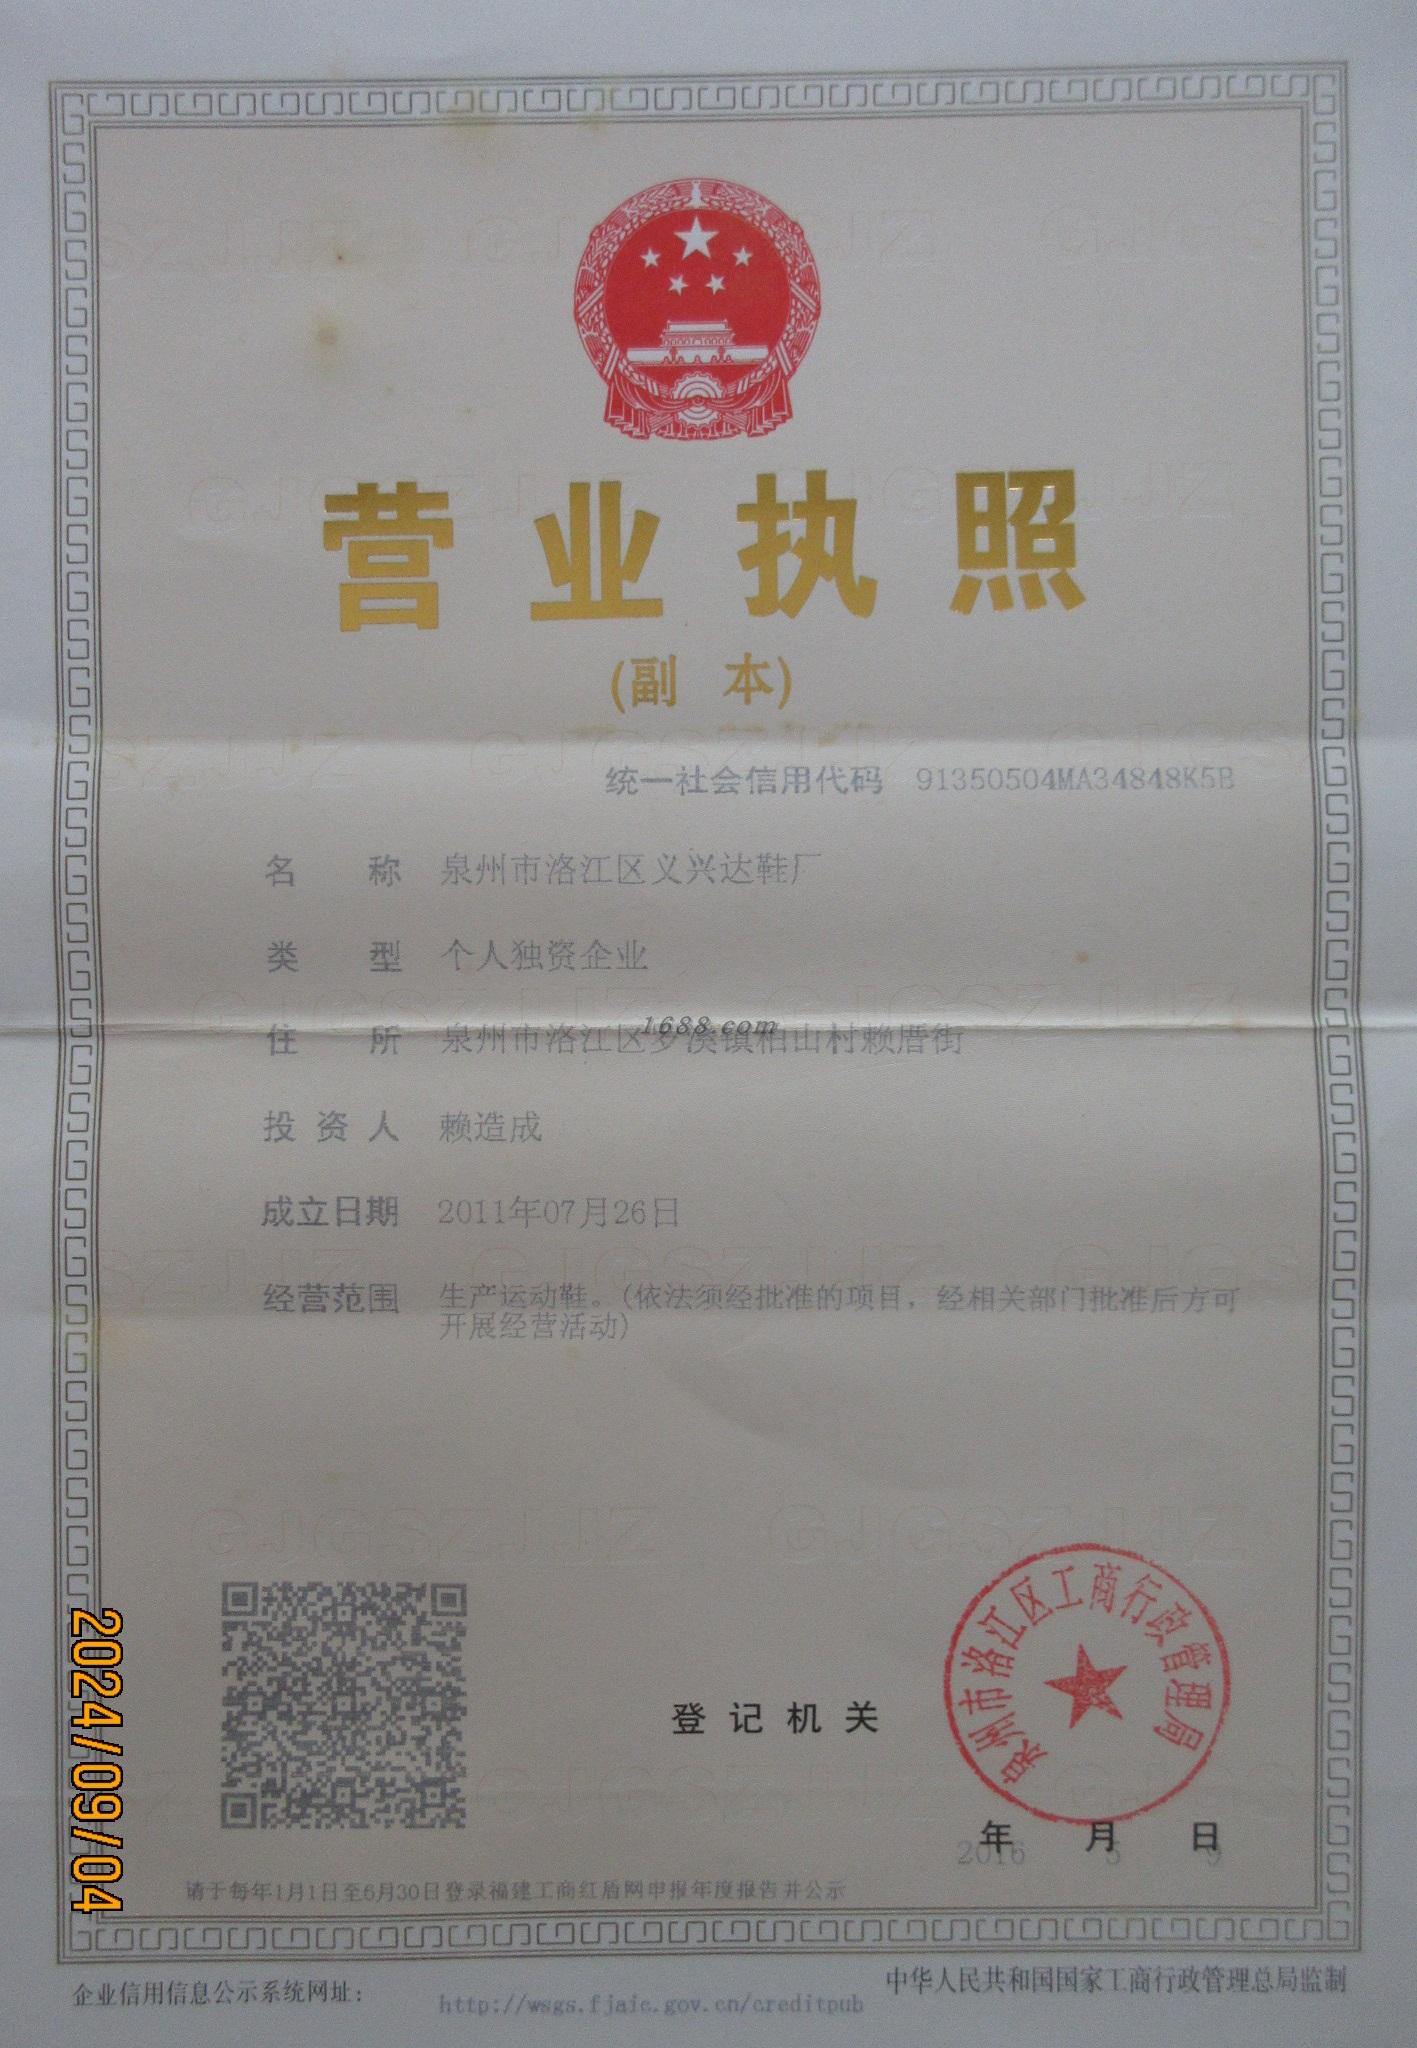 营业执照
(副 本)
统一社会信用代码 91350504MA34848K5B
名 称 泉州市洛江区义兴达鞋厂
类 型 个人独资企业
1688.com
住 所 泉州市洛江区罗溪镇柏山村赖厝街
投 资 人 赖造成
成立日期 2011年07月26日
经营范围 生产运动鞋。(依法须经批准的项目，经相关部门批准后方可
开展经营活动)
泉州市洛江区工商行政管理局
登 记 机 关
年 月 日
2016 5 9
2024/09/04
请于每年1月1日至6月30日登录福建工商红盾网申报年度报告并公示
企业信用信息公示系统网址： http://wsgs.fjaic.gov.cn/creditpub
中华人民共和国国家工商行政管理总局监制
GJGSZJJZ